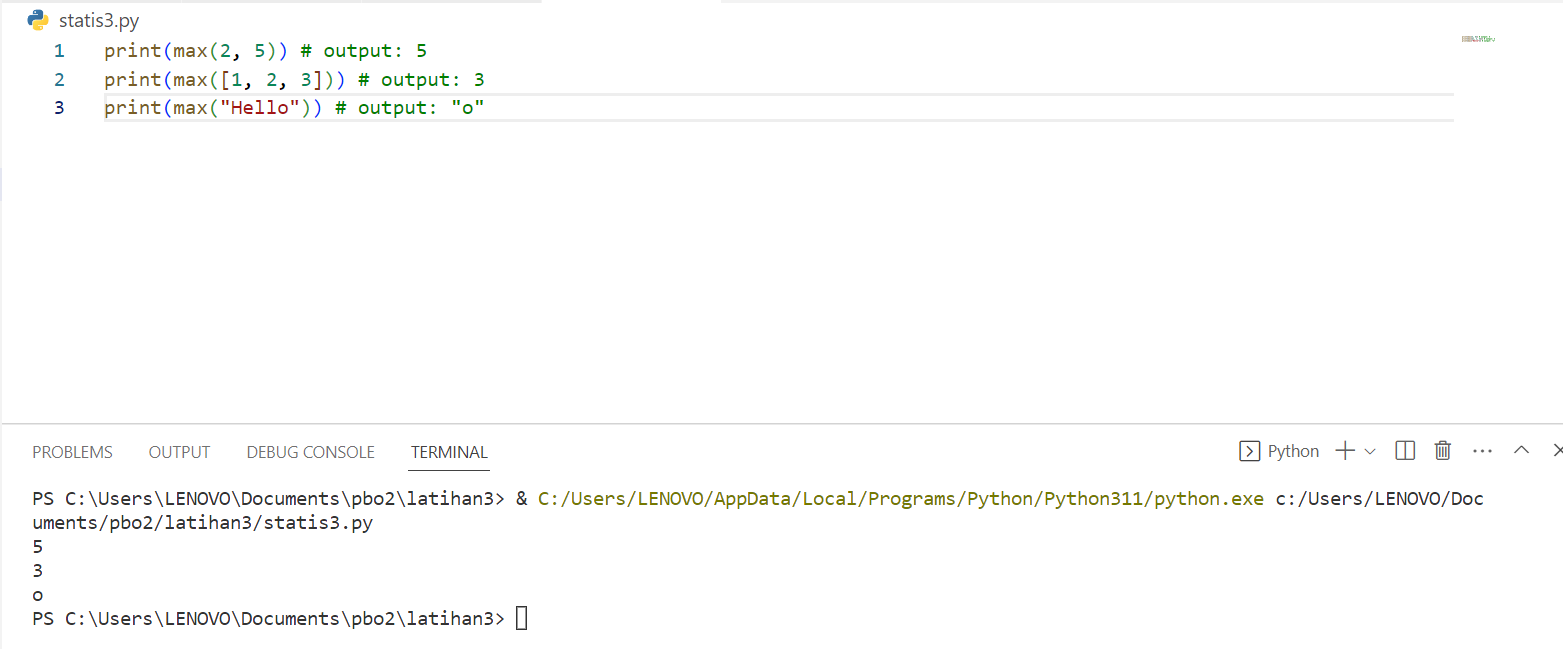 statis3.py
1 print(max(2, 5)) # output: 5
2 print(max([1, 2, 3])) # output: 3
3 print(max("Hello")) # output: "o"
PROBLEMS OUTPUT DEBUG CONSOLE TERMINAL Python
PS C:\Users\LENOVO\Documents\pbo2\latihan3> & C:/Users/LENOVO/AppData/Local/Programs/Python/Python311/python.exe c:/Users/LENOVO/Doc
uments/pbo2/latihan3/statis3.py
5
3
o
PS C:\Users\LENOVO\Documents\pbo2\latihan3>